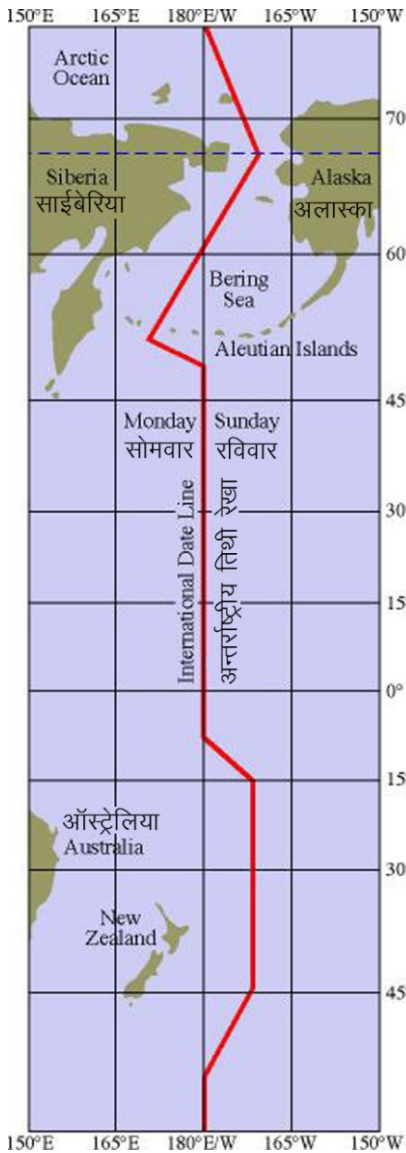 150°E 165°E 180°E/W 165°W 150°W
Arctic
Ocean
70
Siberia
साईबेरिया
Alaska
अलास्का
60
Bering
Sea
Aleutian Islands
45
Monday
सोमवार
Sunday
रविवार
30
International Date Line
अन्तर्राष्ट्रीय तिथी रेखा
15
0°
15
ऑस्ट्रेलिया
Australia
30
New
Zealand
45
150°E 165°E 180°E/W 165°W 150°W